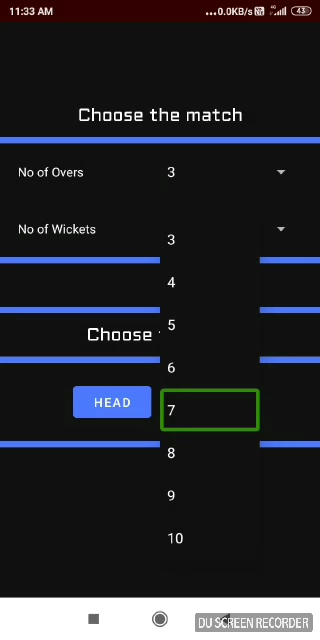 11:33 AM
...0.0KB/s 4G 43
Choose the match
No of Overs 3
No of Wickets
3
4
5
6
7
8
9
10
Choose
HEAD
DU SCREEN RECORDER